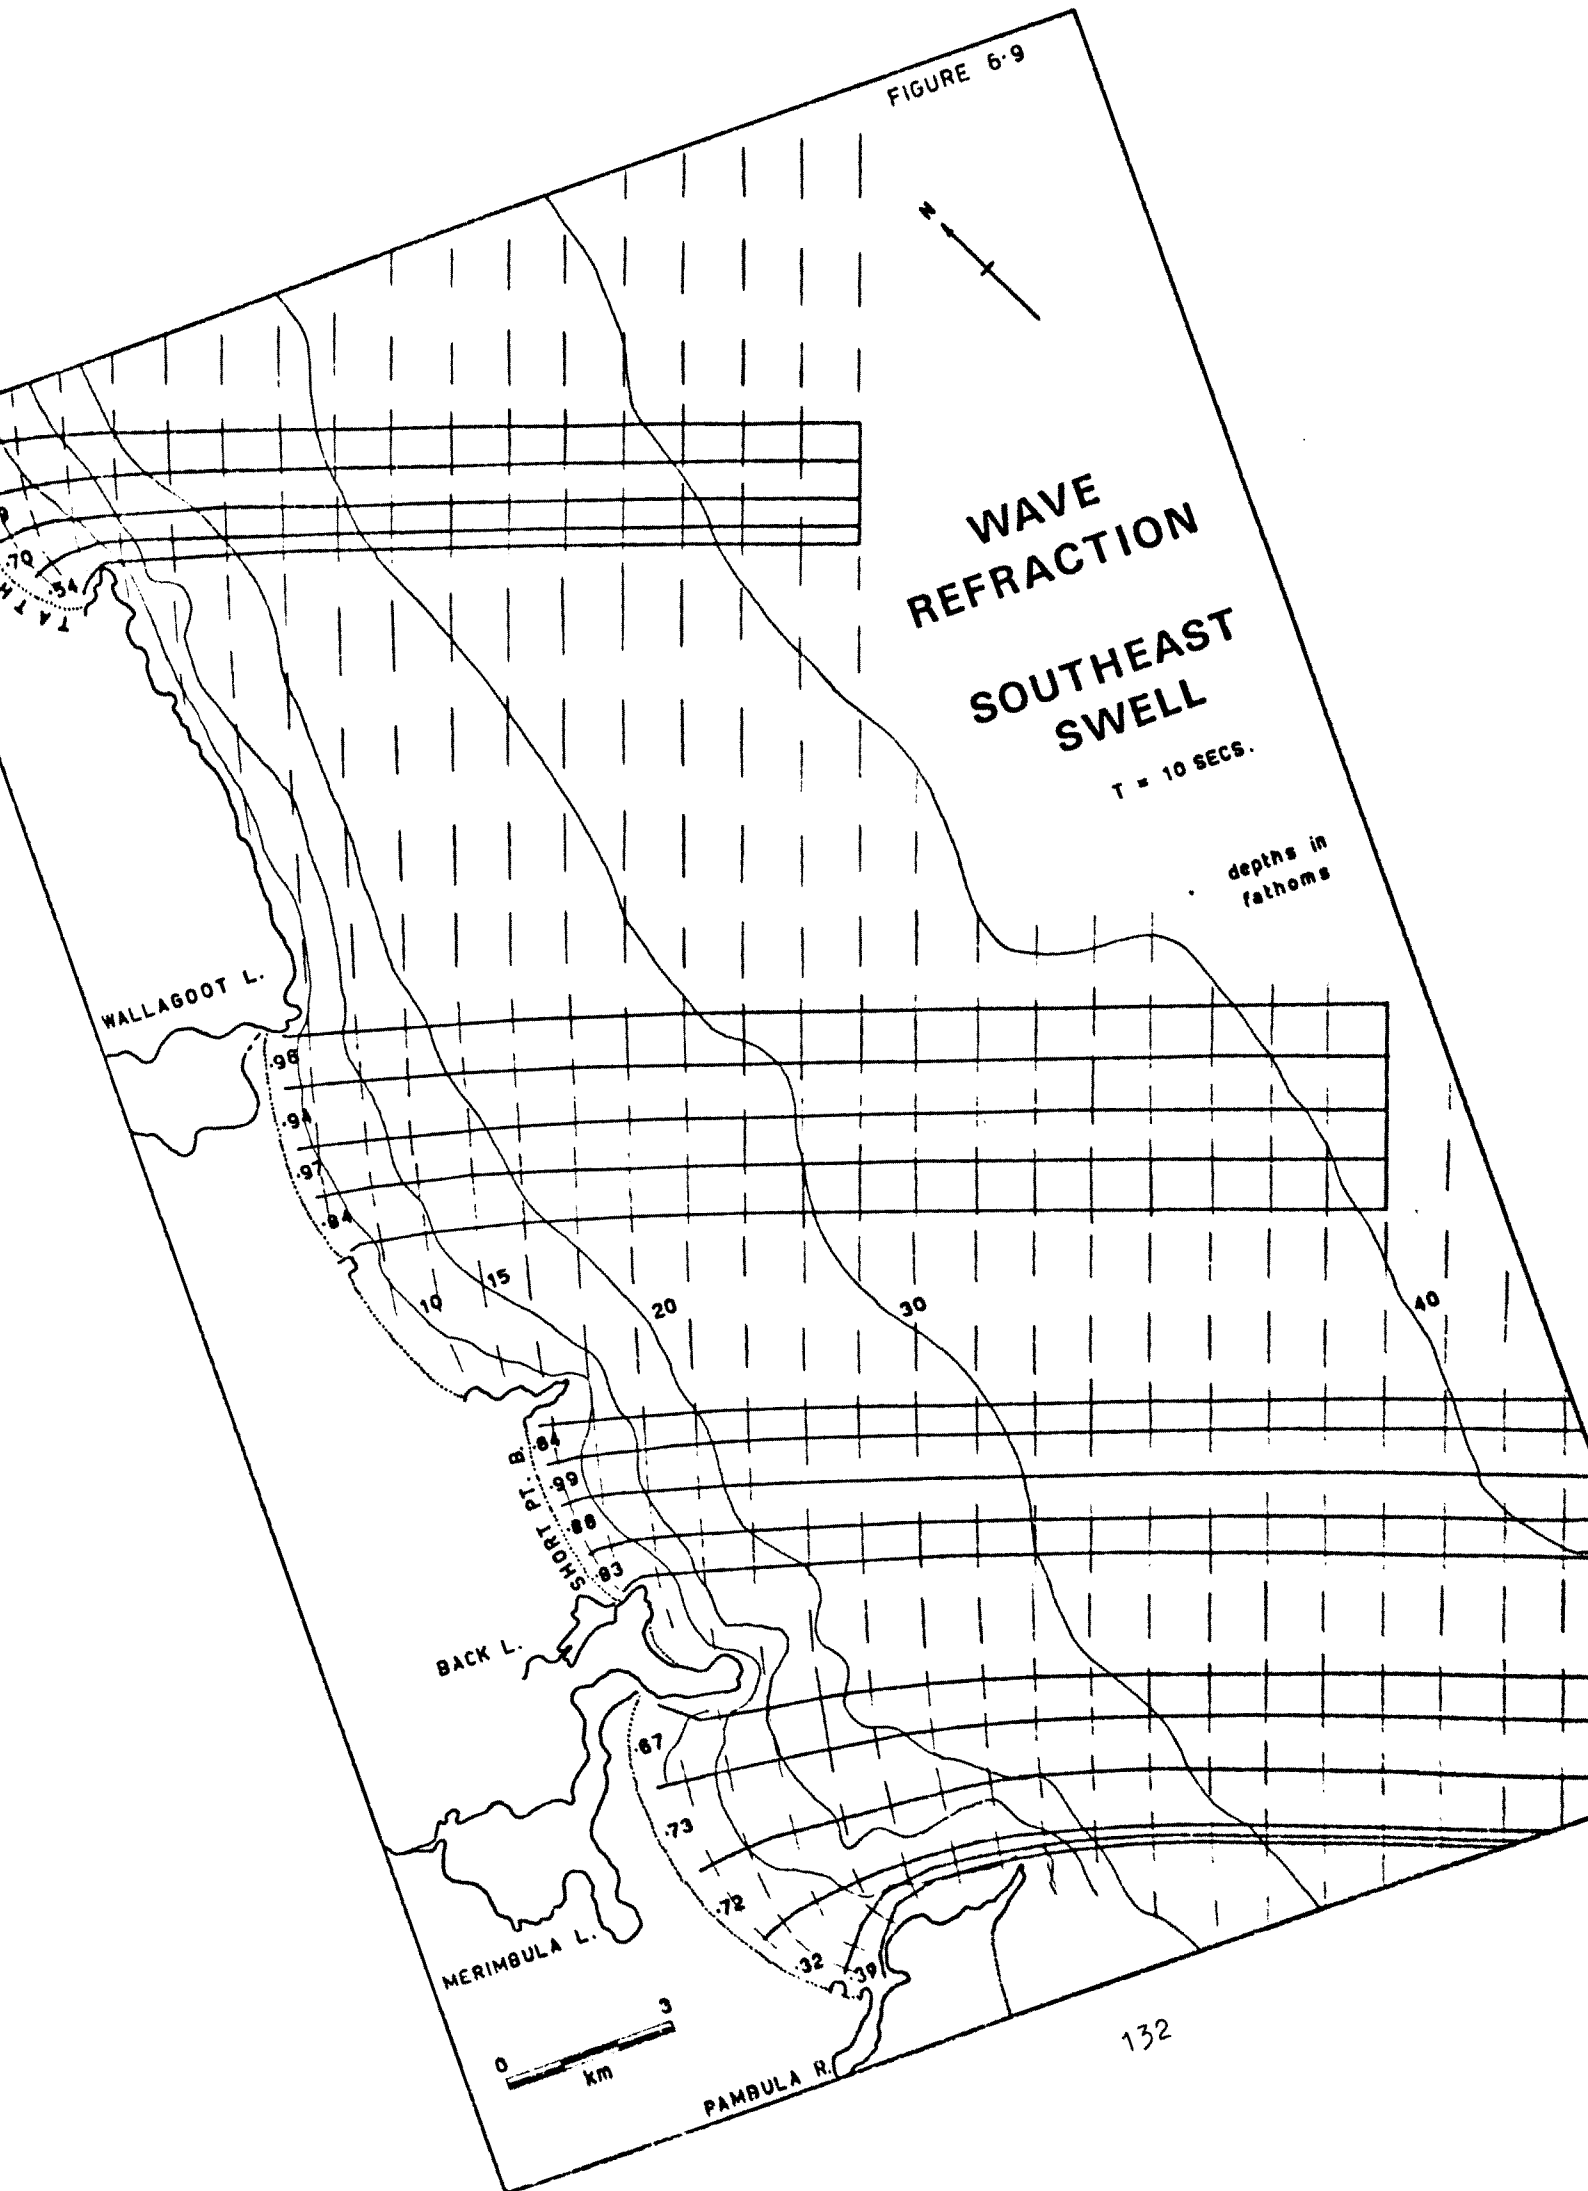 FIGURE 6·9
N
WAVE
REFRACTION
SOUTHEAST
SWELL
T = 10 SECS.
depths in
fathoms
9
·70
·54
TATH
WALLAGOOT L.
·98
·94
·97
·84
10
15
20
30
40
SHORT PT. B.
·84
·99
·88
·83
BACK L.
·67
·73
·72
·32
·39
MERIMBULA L.
0
3
km
PAMBULA R.
132